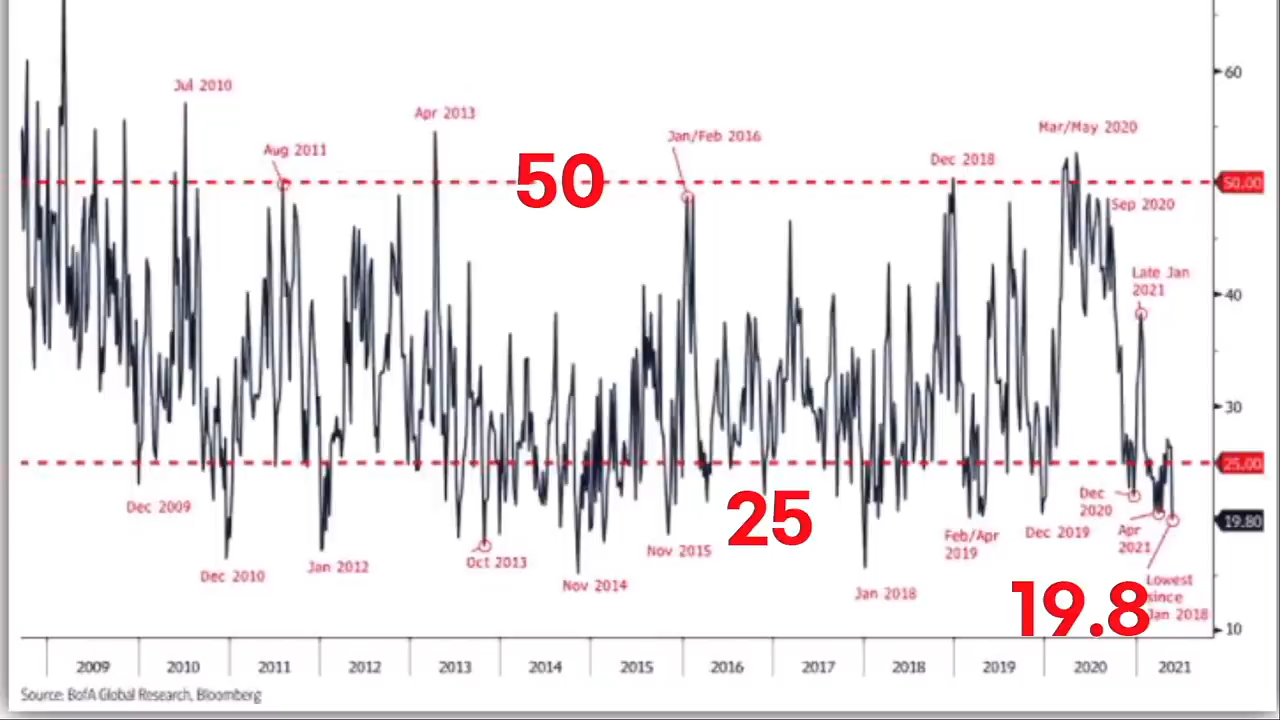 60
Jul 2010
Apr 2013
Mar/May 2020
Jan/Feb 2016
Aug 2011
Dec 2018
50
50.00
Sep 2020
Late Jan
2021
40
30
25.00
Dec
2020
Dec 2009
25
19.80
Apr
2021
Feb/Apr
2019
Dec 2019
Nov 2015
Oct 2013
Jan 2012
Dec 2010
Nov 2014
Jan 2018
Lowest
since
Jan 2018
19.8
10
2009 2010 2011 2012 2013 2014 2015 2016 2017 2018 2019 2020 2021
Source: BofA Global Research, Bloomberg